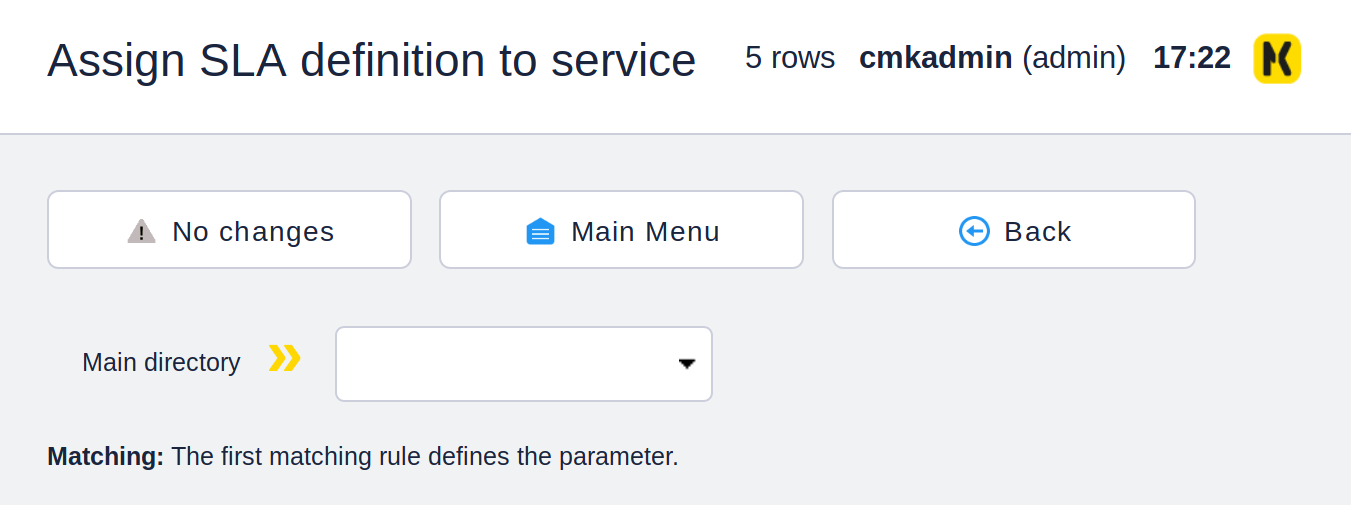 Assign SLA definition to service 5 rows cmkadmin (admin) 17:22
No changes Main Menu Back
Main directory
Matching: The first matching rule defines the parameter.